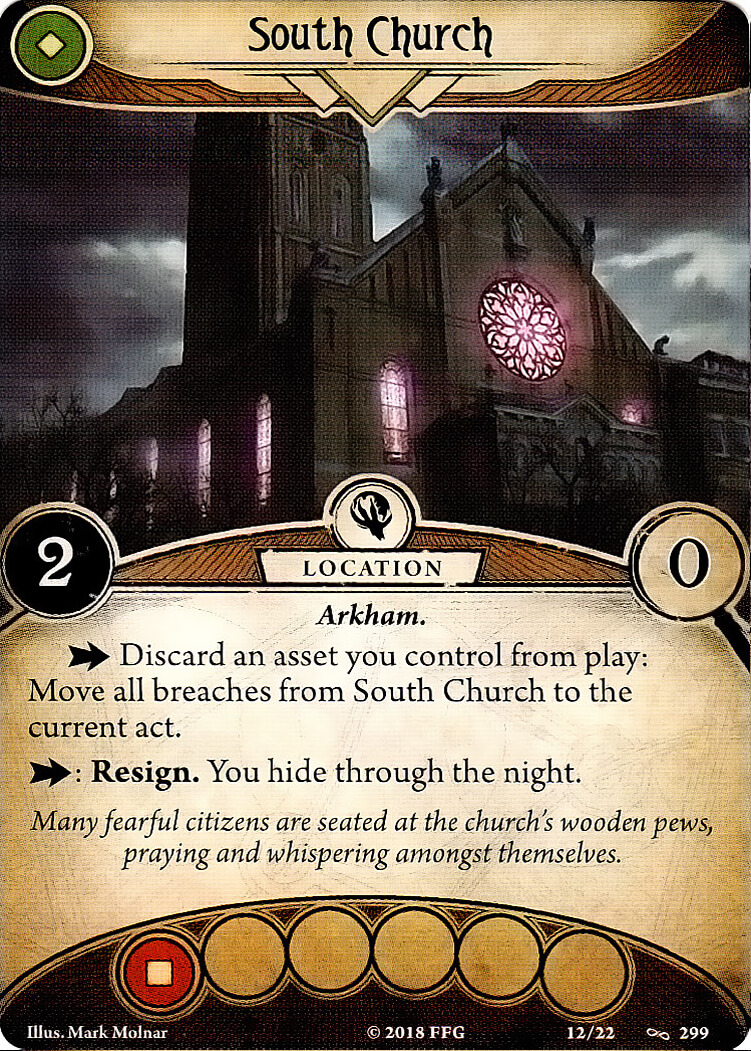 South Church
2
0
LOCATION
Arkham.
Discard an asset you control from play:
Move all breaches from South Church to the
current act.
: Resign. You hide through the night.
Many fearful citizens are seated at the church's wooden pews,
praying and whispering amongst themselves.
Illus. Mark Molnar © 2018 FFG 12/22 299